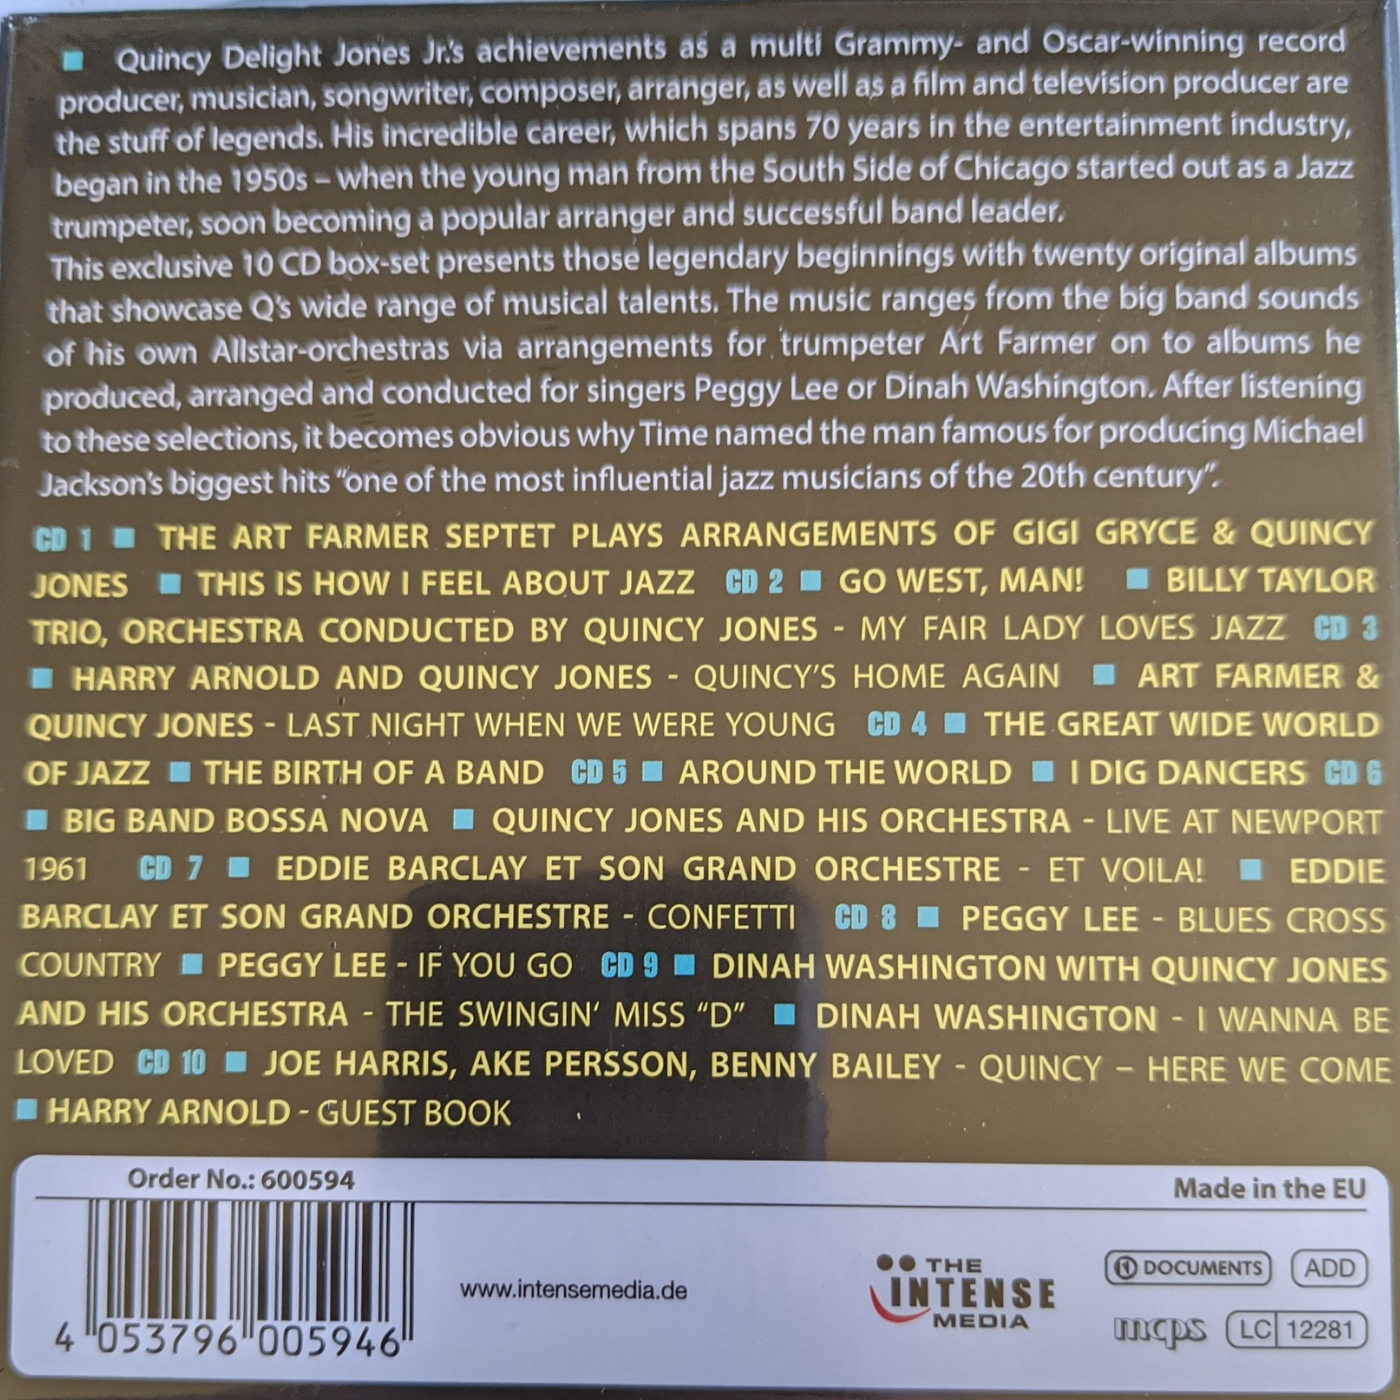 ■ Quincy Delight Jones Jr.'s achievements as a multi Grammy- and Oscar-winning record
producer, musician, songwriter, composer, arranger, as well as a film and television producer are
the stuff of legends. His incredible career, which spans 70 years in the entertainment industry,
began in the 1950s – when the young man from the South Side of Chicago started out as a Jazz
trumpeter, soon becoming a popular arranger and successful band leader.
This exclusive 10 CD box-set presents those legendary beginnings with twenty original albums
that showcase Q's wide range of musical talents. The music ranges from the big band sounds
of his own Allstar-orchestras via arrangements for trumpeter Art Farmer on to albums he
produced, arranged and conducted for singers Peggy Lee or Dinah Washington. After listening
to these selections, it becomes obvious why Time named the man famous for producing Michael
Jackson's biggest hits "one of the most influential jazz musicians of the 20th century".
CD 1 ■ THE ART FARMER SEPTET PLAYS ARRANGEMENTS OF GIGI GRYCE & QUINCY
JONES ■ THIS IS HOW I FEEL ABOUT JAZZ CD 2 ■ GO WEST, MAN! ■ BILLY TAYLOR
TRIO, ORCHESTRA CONDUCTED BY QUINCY JONES - MY FAIR LADY LOVES JAZZ CD 3
■ HARRY ARNOLD AND QUINCY JONES - QUINCY'S HOME AGAIN ■ ART FARMER &
QUINCY JONES - LAST NIGHT WHEN WE WERE YOUNG CD 4 ■ THE GREAT WIDE WORLD
OF JAZZ ■ THE BIRTH OF A BAND CD 5 ■ AROUND THE WORLD ■ I DIG DANCERS CD 6
■ BIG BAND BOSSA NOVA ■ QUINCY JONES AND HIS ORCHESTRA - LIVE AT NEWPORT
1961 CD 7 ■ EDDIE BARCLAY ET SON GRAND ORCHESTRE - ET VOILA! ■ EDDIE
BARCLAY ET SON GRAND ORCHESTRE - CONFETTI CD 8 ■ PEGGY LEE - BLUES CROSS
COUNTRY ■ PEGGY LEE - IF YOU GO CD 9 ■ DINAH WASHINGTON WITH QUINCY JONES
AND HIS ORCHESTRA - THE SWINGIN' MISS "D" ■ DINAH WASHINGTON - I WANNA BE
LOVED CD 10 ■ JOE HARRIS, AKE PERSSON, BENNY BAILEY - QUINCY – HERE WE COME
■ HARRY ARNOLD - GUEST BOOK
Order No.: 600594
Made in the EU
4 053796 005946
www.intensemedia.de
THE
INTENSE
MEDIA
DOCUMENTS
ADD
mcps
LC 12281